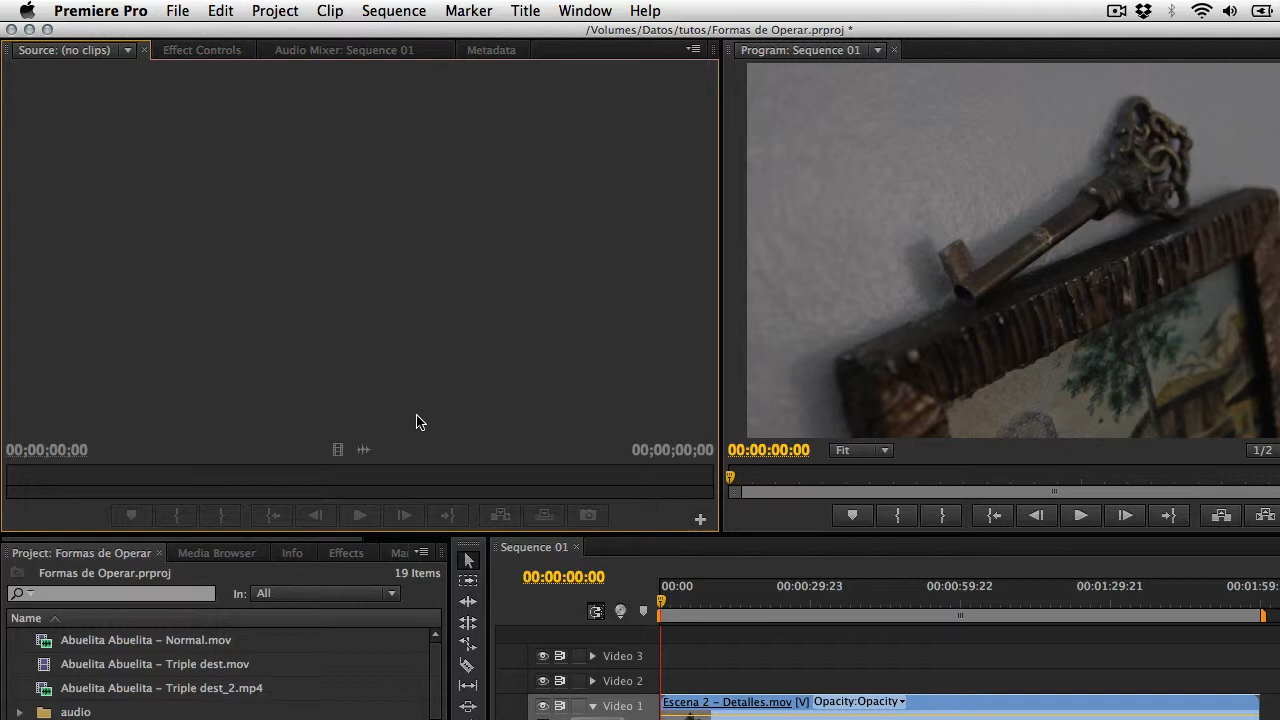 Premiere Pro File Edit Project Clip Sequence Marker Title Window Help
/Volumes/Datos/tutos/Formas de Operar.prproj *
Source: (no clips) Effect Controls Audio Mixer: Sequence 01 Metadata
Program: Sequence 01
00;00;00;00 00;00;00;00
00:00:00:00 Fit 1/2
Project: Formas de Operar Media Browser Info Effects Mai
Formas de Operar.prproj 19 Items
In: All
Name
Abuelita Abuelita - Normal.mov
Abuelita Abuelita - Triple dest.mov
Abuelita Abuelita - Triple dest_2.mp4
audio
Sequence 01
00:00:00:00
00:00 00:00:29:23 00:00:59:22 00:01:29:21 00:01:59:
Video 3
Video 2
Video 1 Escena 2 - Detalles.mov [V] Opacity:Opacity